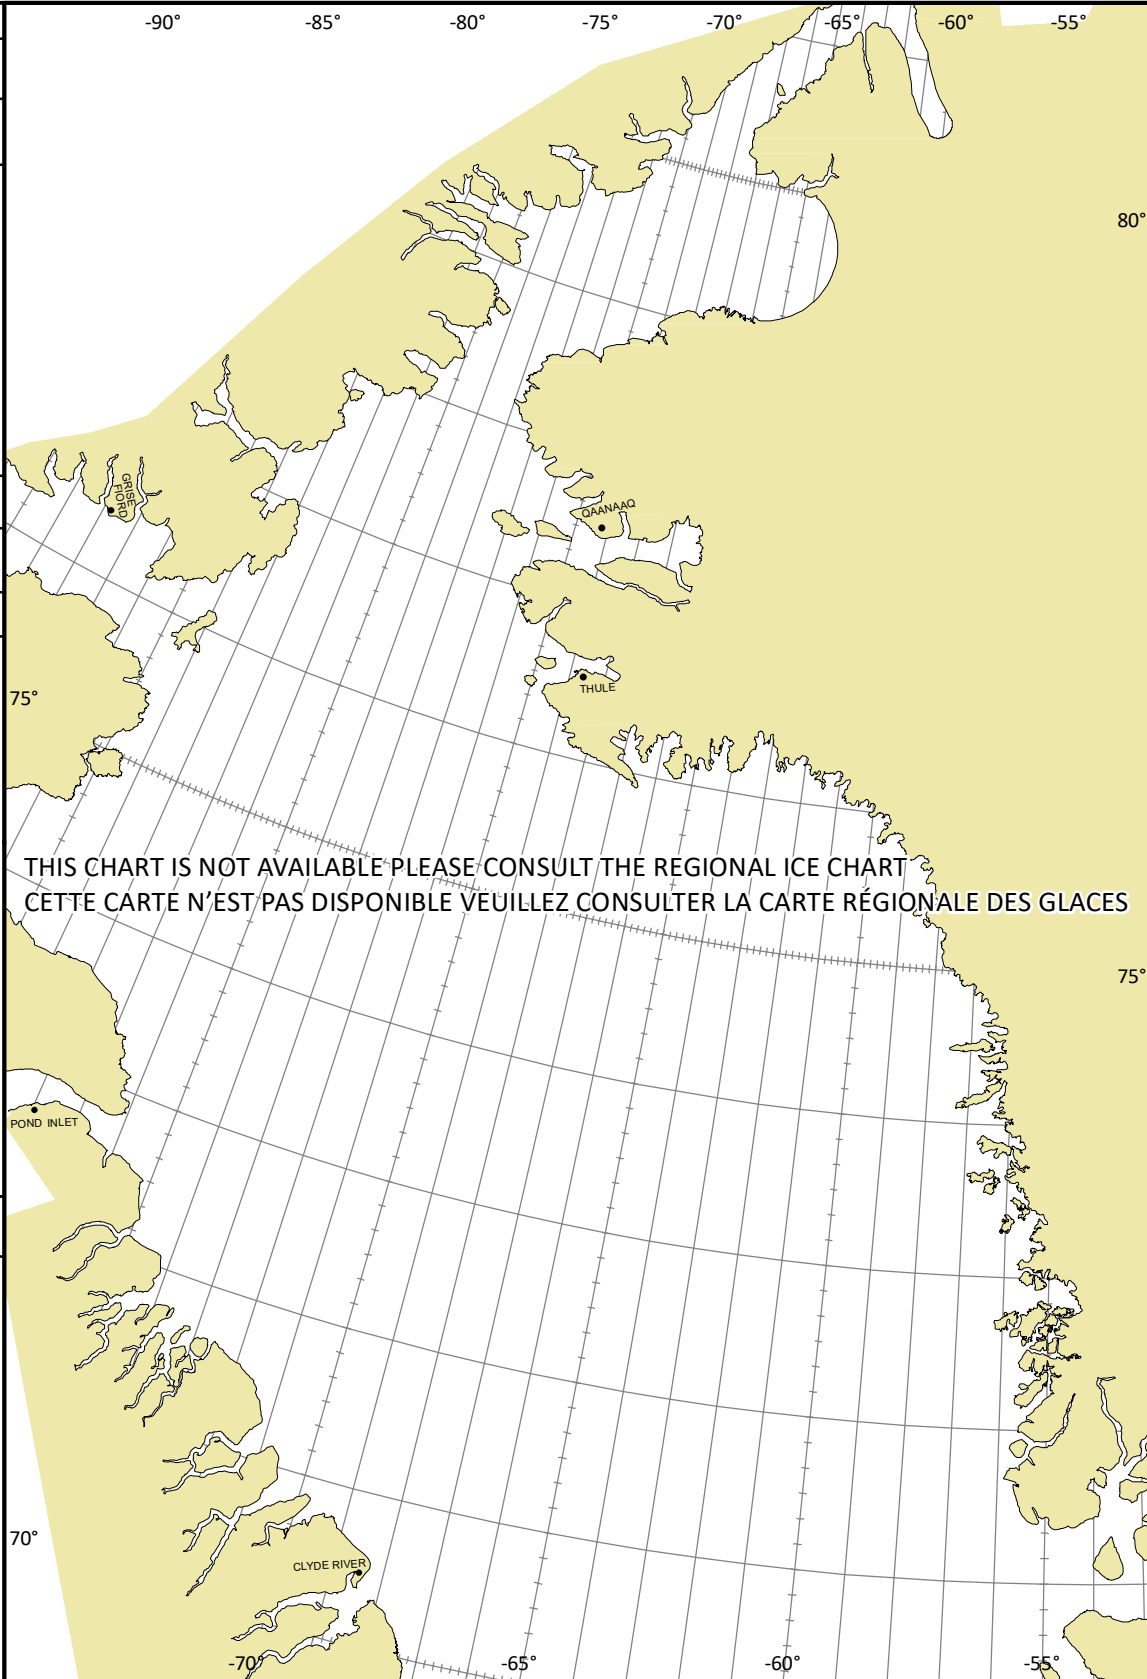 -90° -85° -80° -75° -70° -65° -60° -55°
80°
GRISE
FIORD
QAANAAQ
THULE
75°
THIS CHART IS NOT AVAILABLE PLEASE CONSULT THE REGIONAL ICE CHART
CETTE CARTE N'EST PAS DISPONIBLE VEUILLEZ CONSULTER LA CARTE RÉGIONALE DES GLACES
75°
POND INLET
70°
CLYDE RIVER
-70° -65° -60° -55°